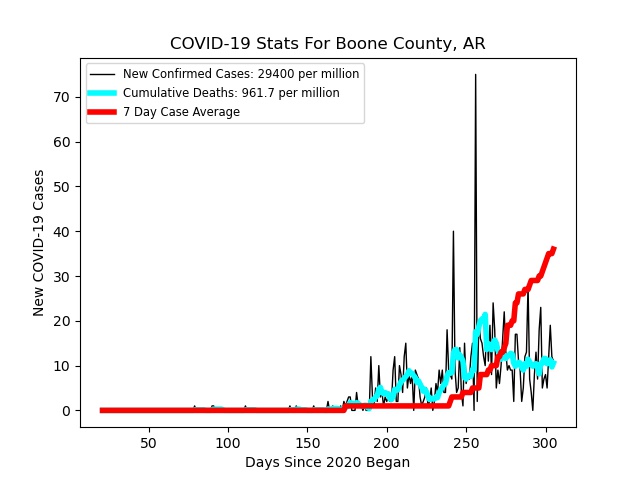 COVID-19 Stats For Boone County, AR
New Confirmed Cases: 29400 per million
Cumulative Deaths: 961.7 per million
7 Day Case Average
New COVID-19 Cases
70
60
50
40
30
20
10
0
50 100 150 200 250 300
Days Since 2020 Began